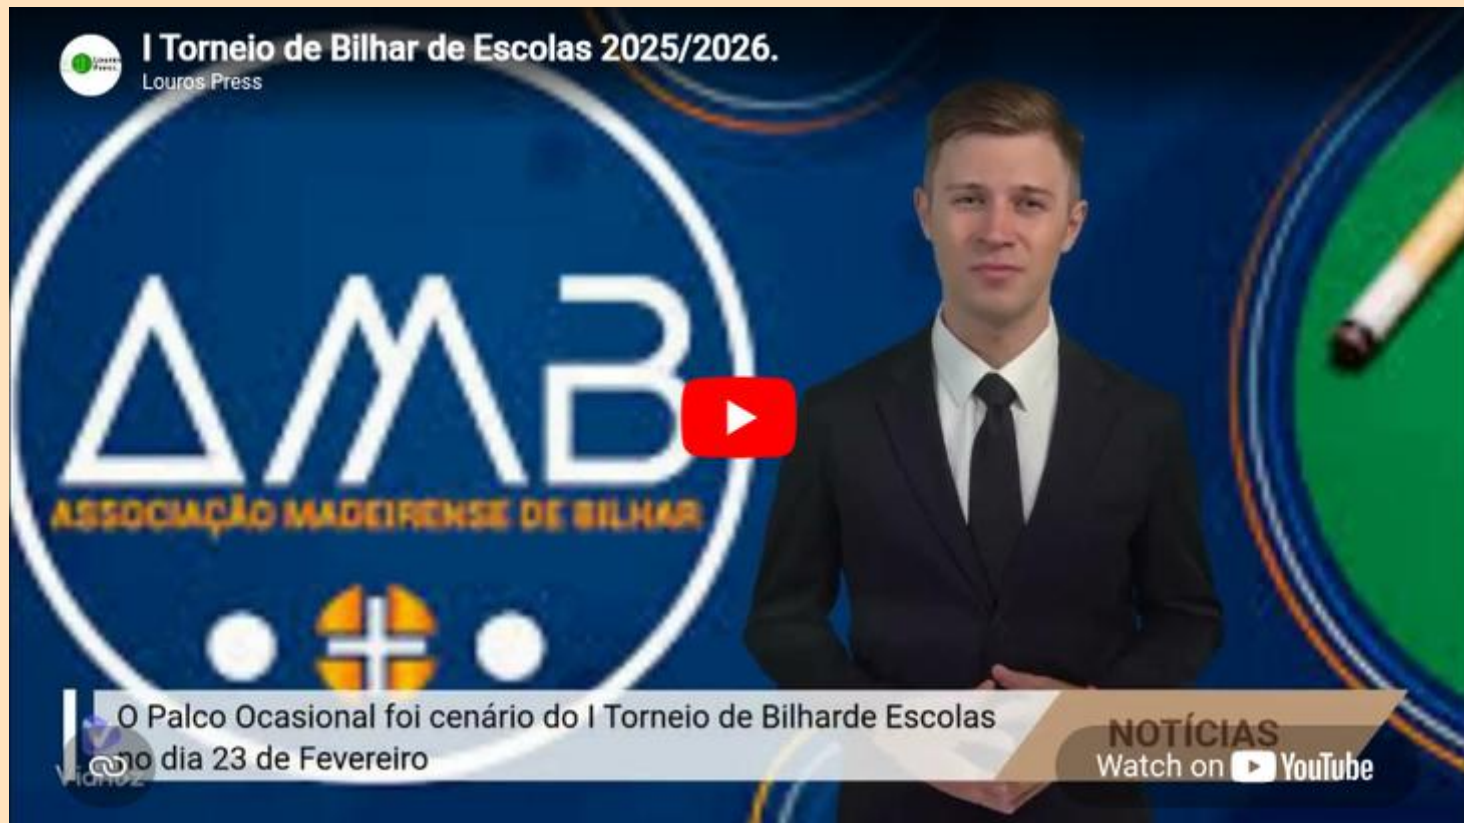 I Torneio de Bilhar de Escolas 2025/2026.
Louros Press
AMB
ASSOCIAÇÃO MADEIRENSE DE BILHAR
O Palco Ocasional foi cenário do I Torneio de Bilharde Escolas
no dia 23 de Fevereiro
NOTÍCIAS
Vidnoz
Watch on YouTube